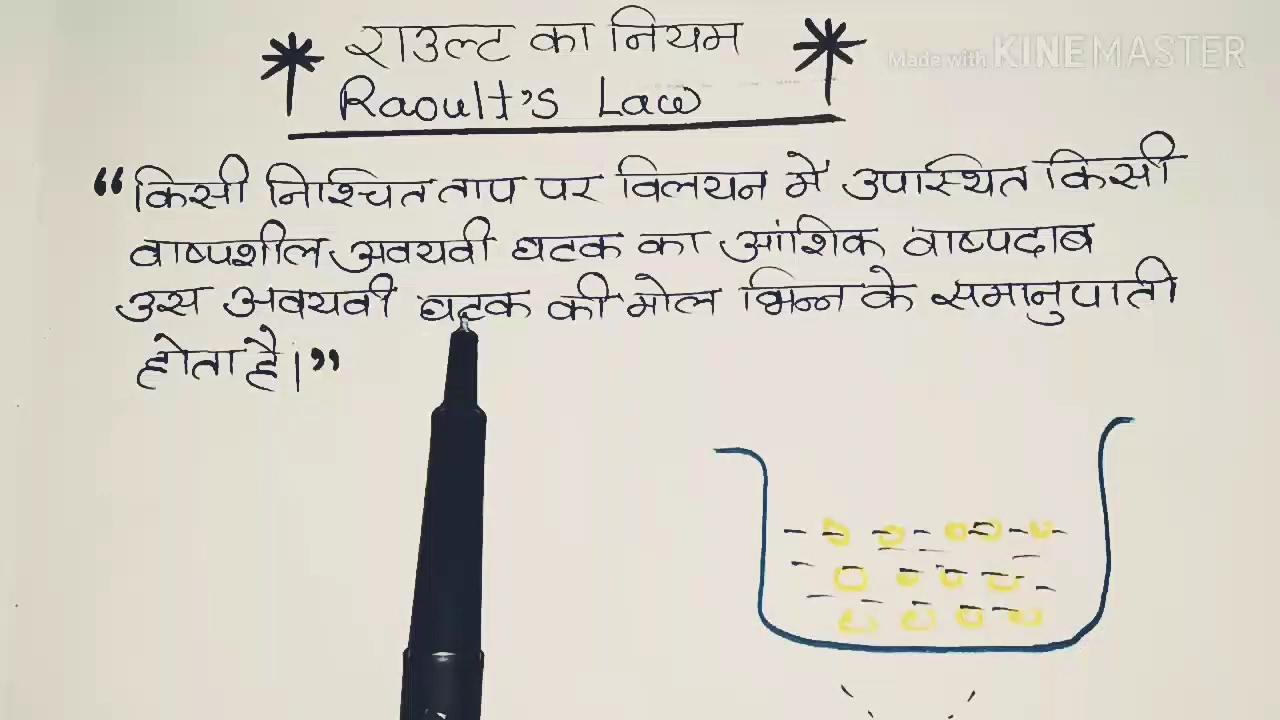 राउल्ट का नियम
Made with KINEMASTER
Raoult's Law
“किसी निश्चित ताप पर विलयन में उपस्थित किसी
वाष्पशील अवयवी घटक का आंशिक वाष्पदाब
उस अवयवी घटक की मोल भिन्न के समानुपाती
होता है।”